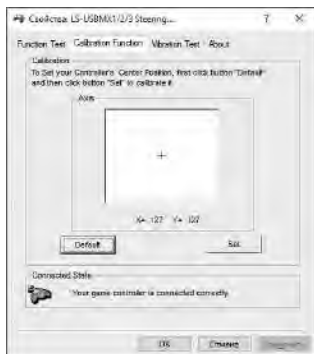 Свойства: LS-USBMX1/2/3 Steering... ? ×
Function Test Calibration Function Vibration Test About
Calibration
To Set your Controller's Center Position, first click button "Default"
and then click button "Set" to calibrate it
Axis
X= 127 Y= 127
Default Set
Connected State
Your game controller is connected correctly.
OK Отмена